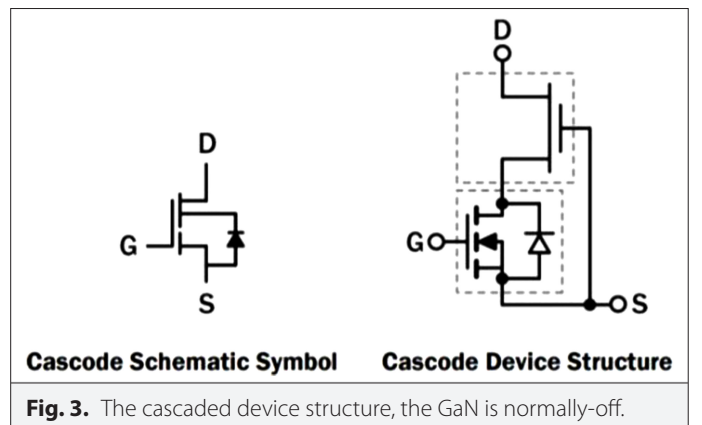 D
G
S
Cascode Schematic Symbol
D
G
S
Cascode Device Structure
Fig. 3. The cascaded device structure, the GaN is normally-off.